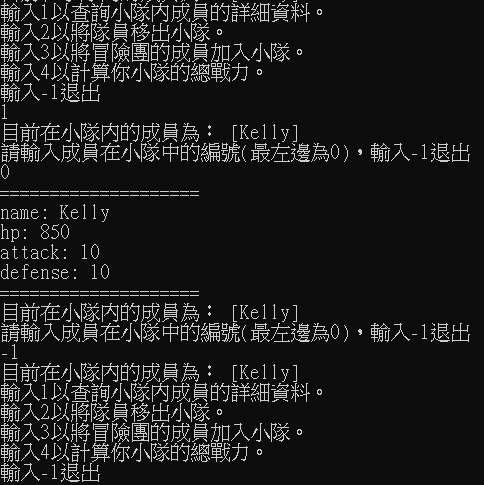 輸入1以查詢小隊內成員的詳細資料。
輸入2以將隊員移出小隊。
輸入3以將冒險團的成員加入小隊。
輸入4以計算你小隊的總戰力。
輸入-1退出
1
目前在小隊內的成員為： [Kelly]
請輸入成員在小隊中的編號(最左邊為0)，輸入-1退出
0
====================
name: Kelly
hp: 850
attack: 10
defense: 10
====================
目前在小隊內的成員為： [Kelly]
請輸入成員在小隊中的編號(最左邊為0)，輸入-1退出
-1
目前在小隊內的成員為： [Kelly]
輸入1以查詢小隊內成員的詳細資料。
輸入2以將隊員移出小隊。
輸入3以將冒險團的成員加入小隊。
輸入4以計算你小隊的總戰力。
輸入-1退出